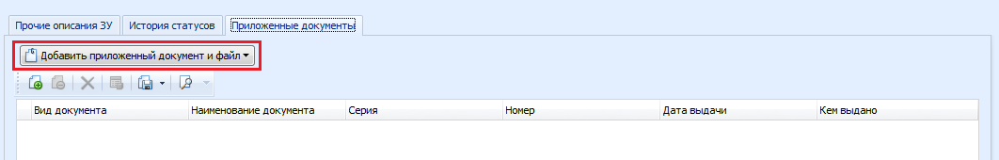 Прочие описания ЗУ История статусов Приложенные документы
Добавить приложенный документ и файл
Вид документа Наименование документа Серия Номер Дата выдачи Кем выдано